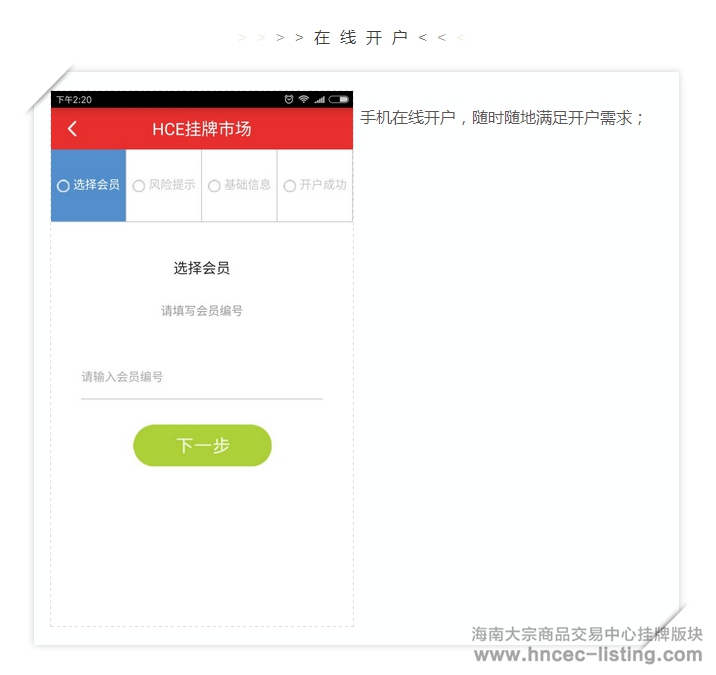 > > > > 在 线 开 户 < < <
下午2:20
HCE挂牌市场
选择会员 风险提示 基础信息 开户成功
选择会员
请填写会员编号
请输入会员编号
下一步
手机在线开户，随时随地满足开户需求；
海南大宗商品交易中心挂牌版块
www.hncec-listing.com